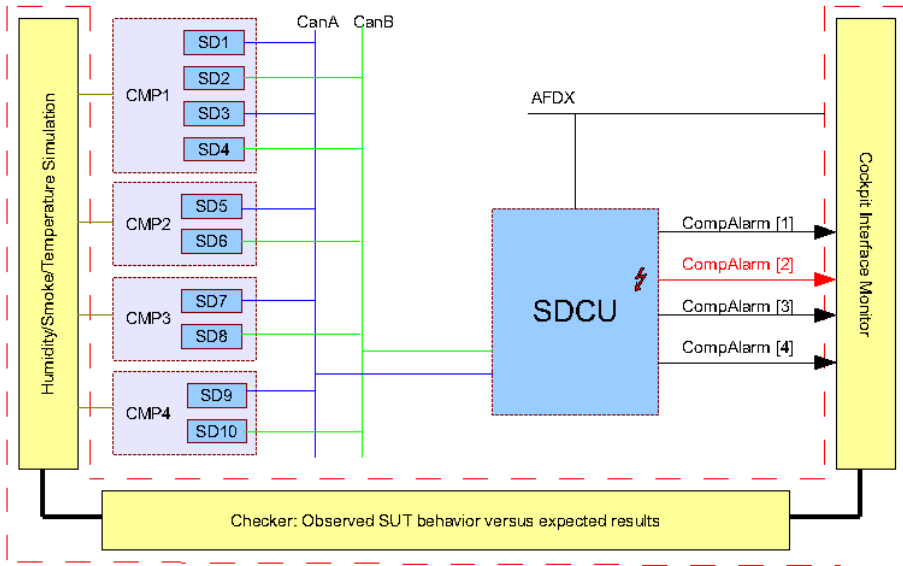 CanA
CanB
Humidity/Smoke/Temperature Simulation
CMP1
SD1
SD2
SD3
SD4
CMP2
SD5
SD6
CMP3
SD7
SD8
CMP4
SD9
SD10
AFDX
SDCU
CompAlarm [1]
CompAlarm [2]
CompAlarm [3]
CompAlarm [4]
Cockpit Interface Monitor
Checker: Observed SUT behavior versus expected results